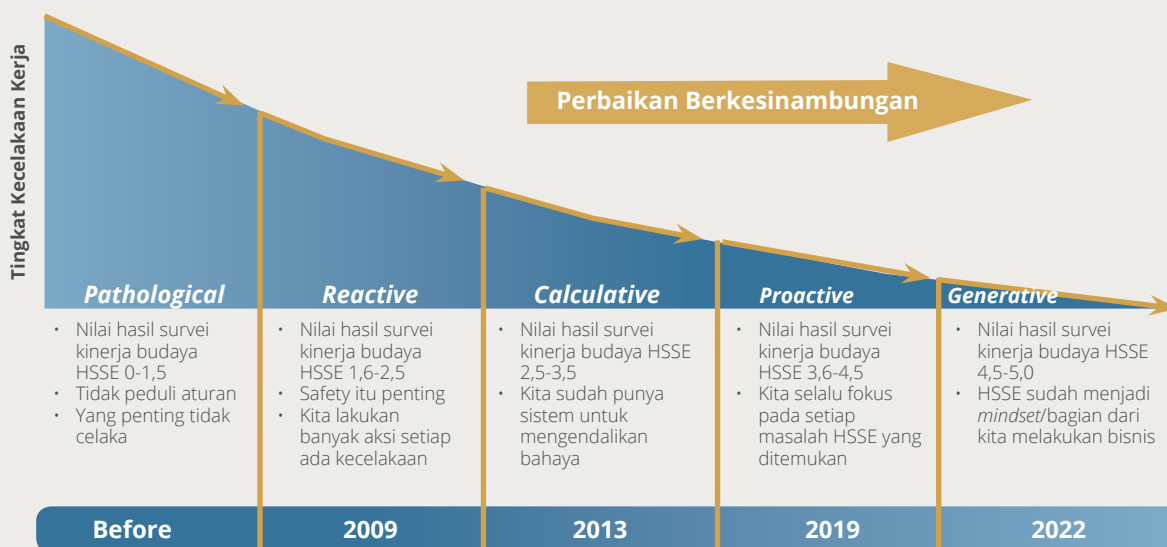 Tingkat Kecelakaan Kerja
Perbaikan Berkesinambungan
Pathological
• Nilai hasil survei
kinerja budaya
HSSE 0-1,5
• Tidak peduli aturan
• Yang penting tidak
celaka
Before
Reactive
• Nilai hasil survei
kinerja budaya
HSSE 1,6-2,5
• Safety itu penting
• Kita lakukan
banyak aksi setiap
ada kecelakaan
2009
Calculative
• Nilai hasil survei
kinerja budaya HSSE
2,5-3,5
• Kita sudah punya
sistem untuk
mengendalikan
bahaya
2013
Proactive
• Nilai hasil survei
kinerja budaya
HSSE 3,6-4,5
• Kita selalu fokus
pada setiap
masalah HSSE yang
ditemukan
2019
Generative
• Nilai hasil survei
kinerja budaya HSSE
4,5-5,0
• HSSE sudah menjadi
mindset/bagian dari
kita melakukan bisnis
2022